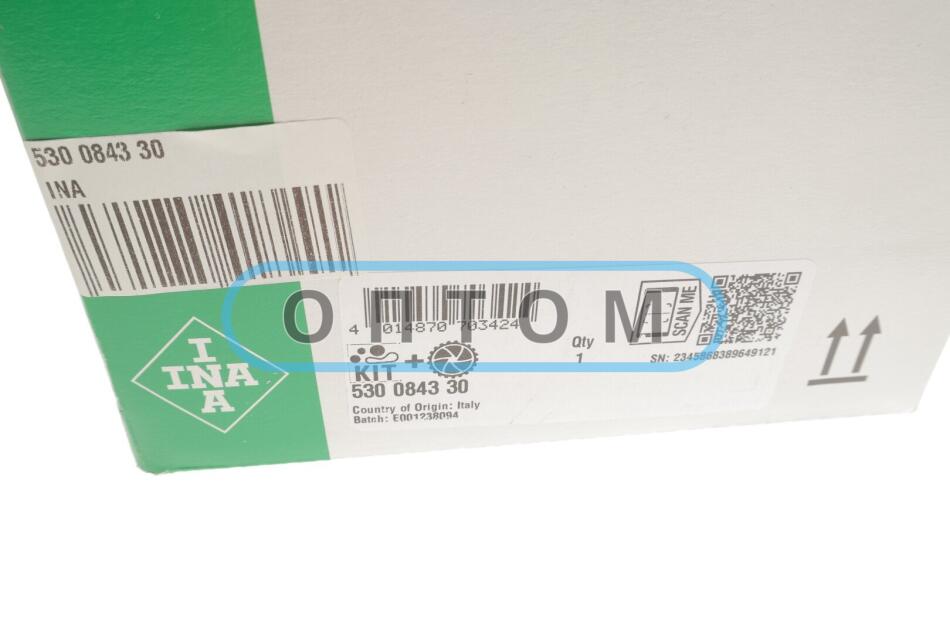 530 0843 30
INA
ОПТОМ
4 014870 703424
KIT +
530 0843 30
Country of Origin: Italy
Batch: E001238094
Qty
1
SCAN ME
SN: 2345868389649121
I
INA
A